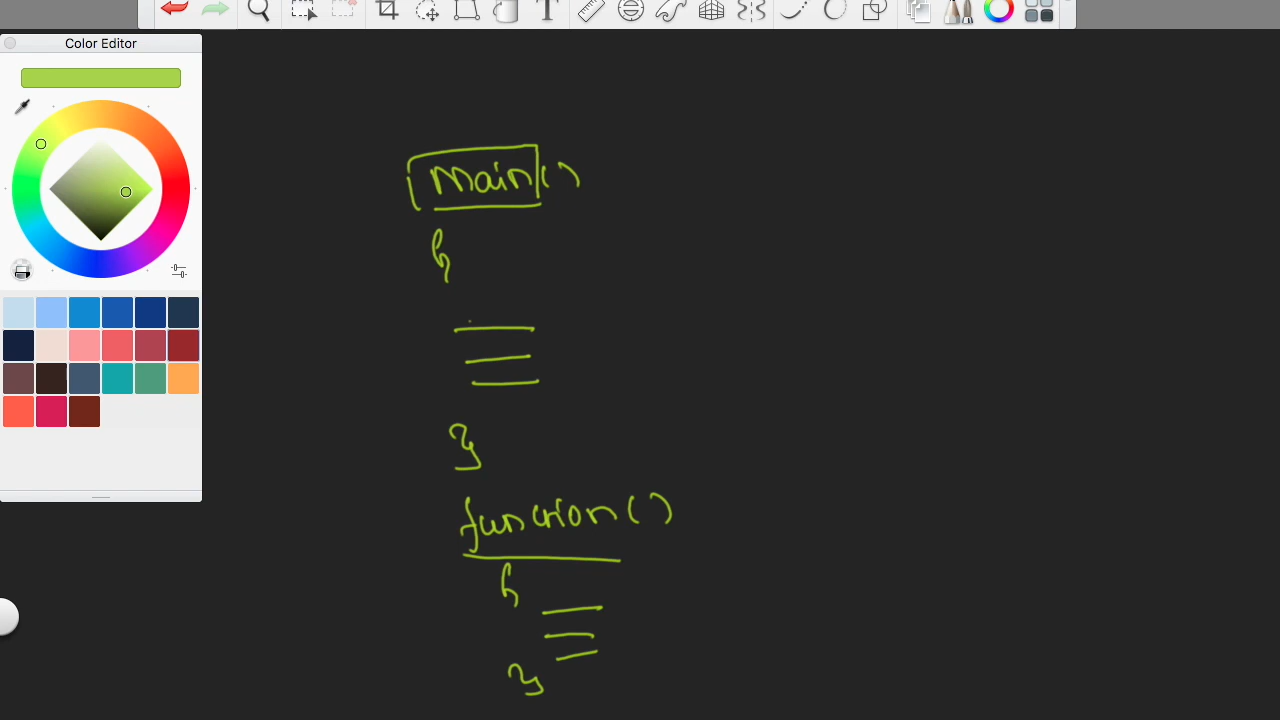 Color Editor
main()
{
}
function()
{
}